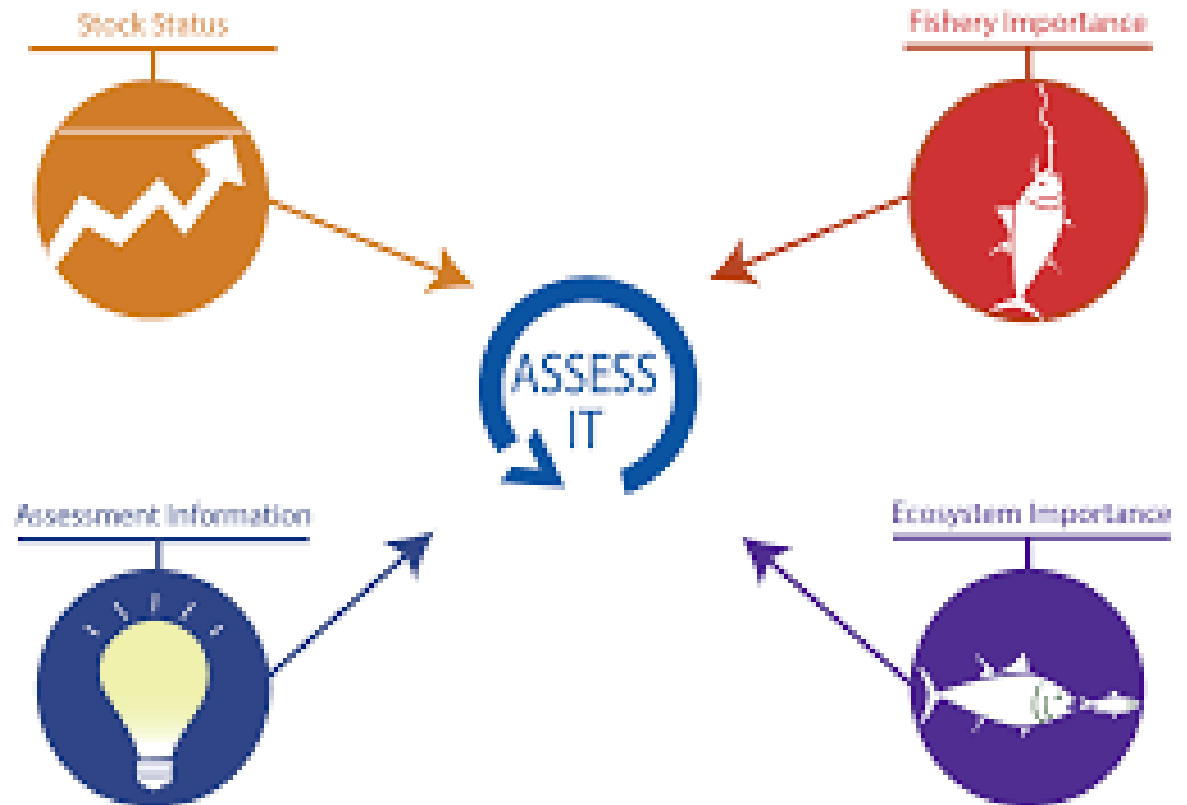 Stock Status
Fishery Importance
ASSESS
IT
Assessment Information
Ecosystem Importance